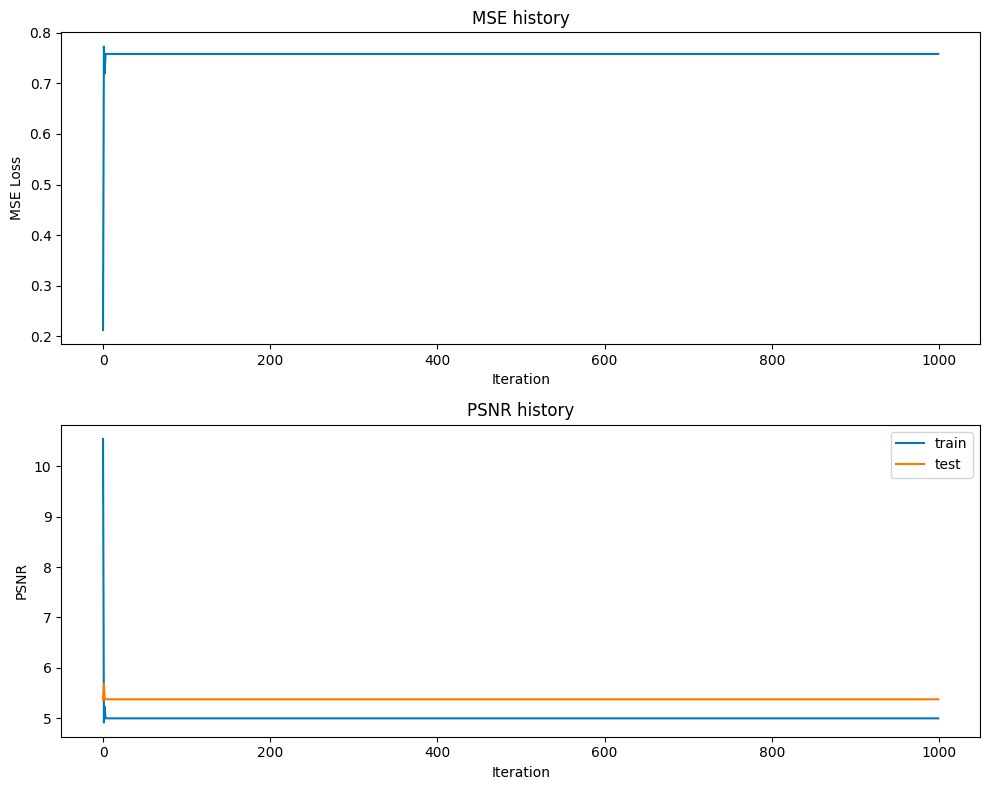 MSE history
0.8
0.7
0.6
0.5
0.4
0.3
0.2
MSE Loss
0 200 400 600 800 1000
Iteration
PSNR history
train
test
10
9
8
7
6
5
PSNR
0 200 400 600 800 1000
Iteration